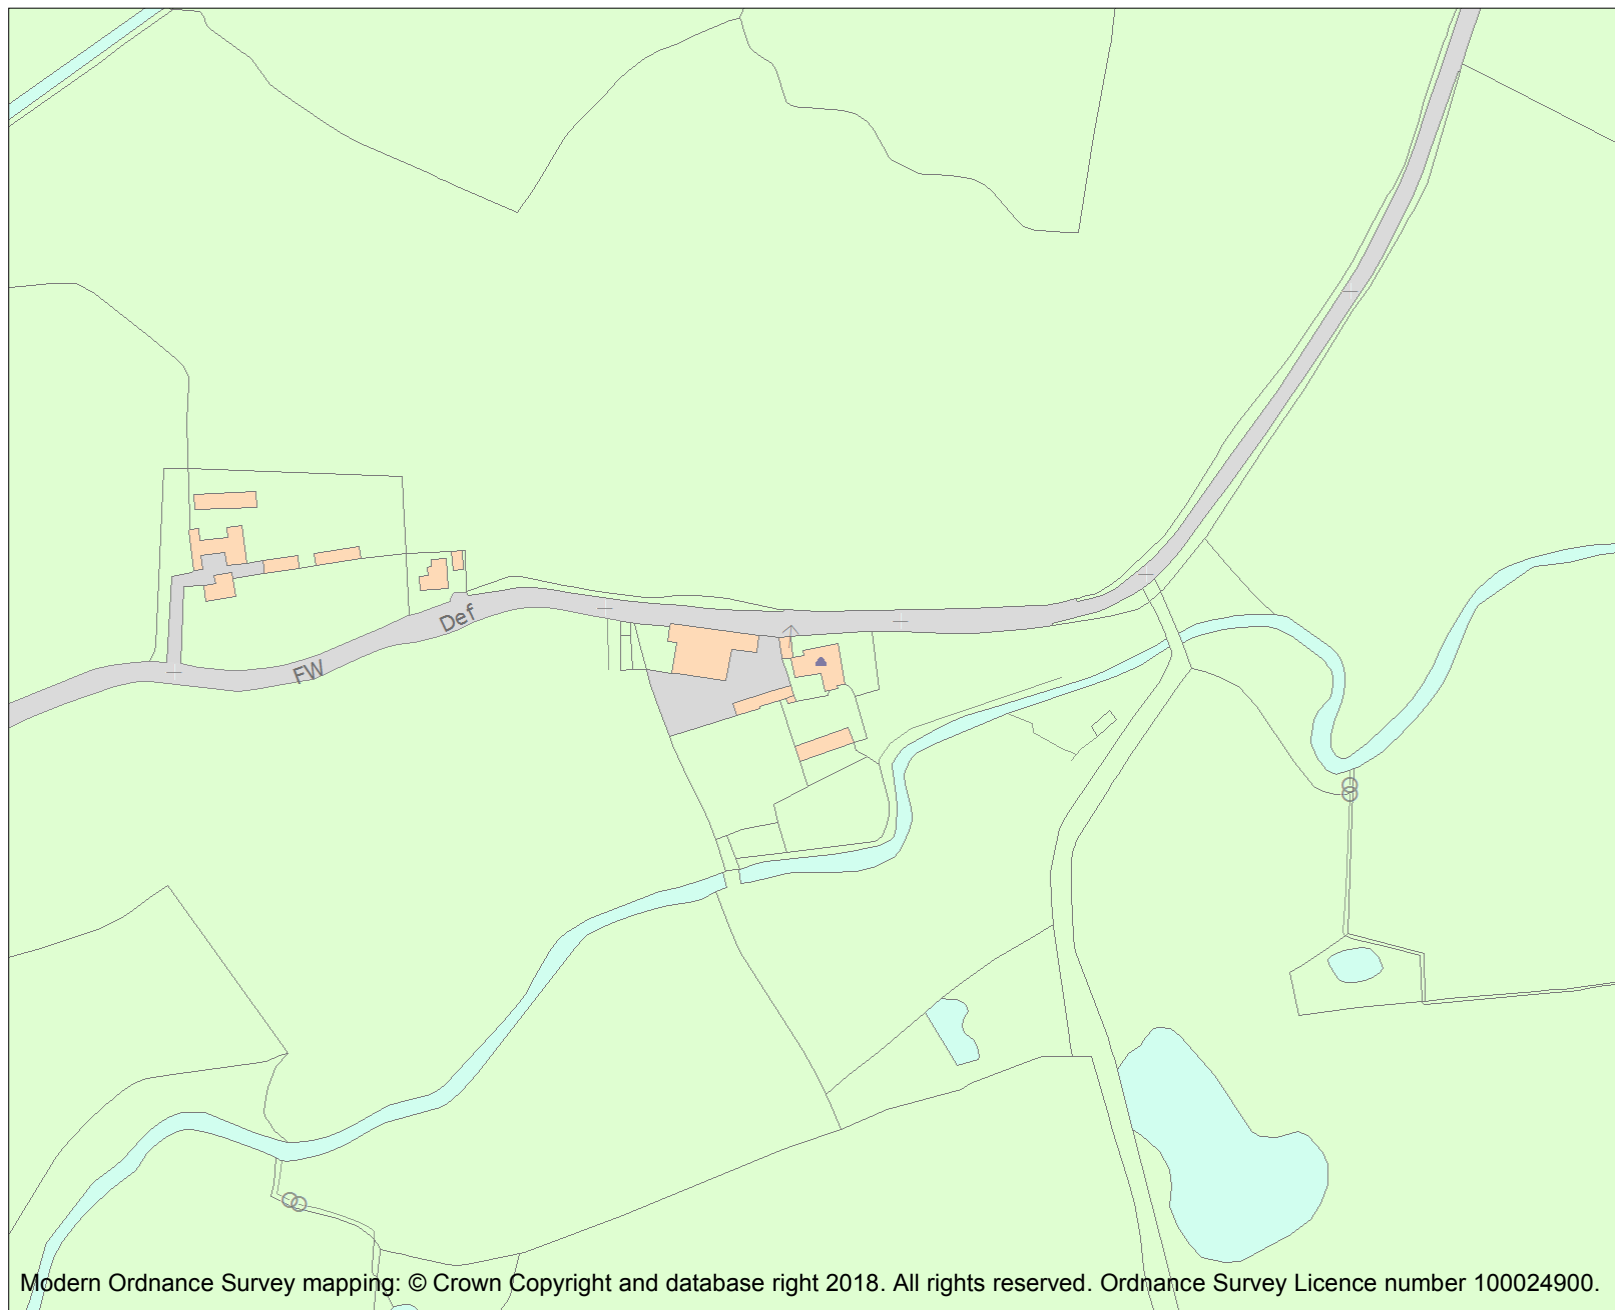 Def
FW
Modern Ordnance Survey mapping: © Crown Copyright and database right 2018. All rights reserved. Ordnance Survey Licence number 100024900.